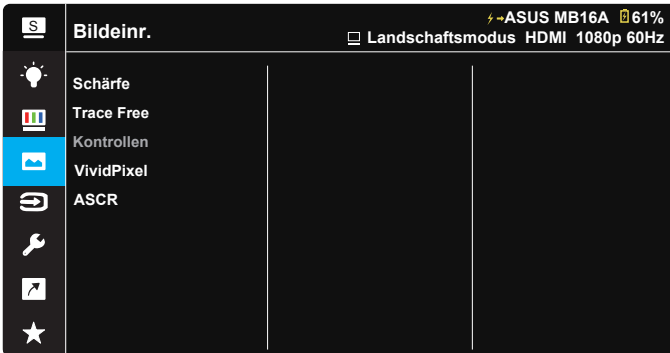 S
Bildeinr.
ASUS MB16A 61%
Landschaftsmodus HDMI 1080p 60Hz
Schärfe
Trace Free
Kontrollen
VividPixel
ASCR